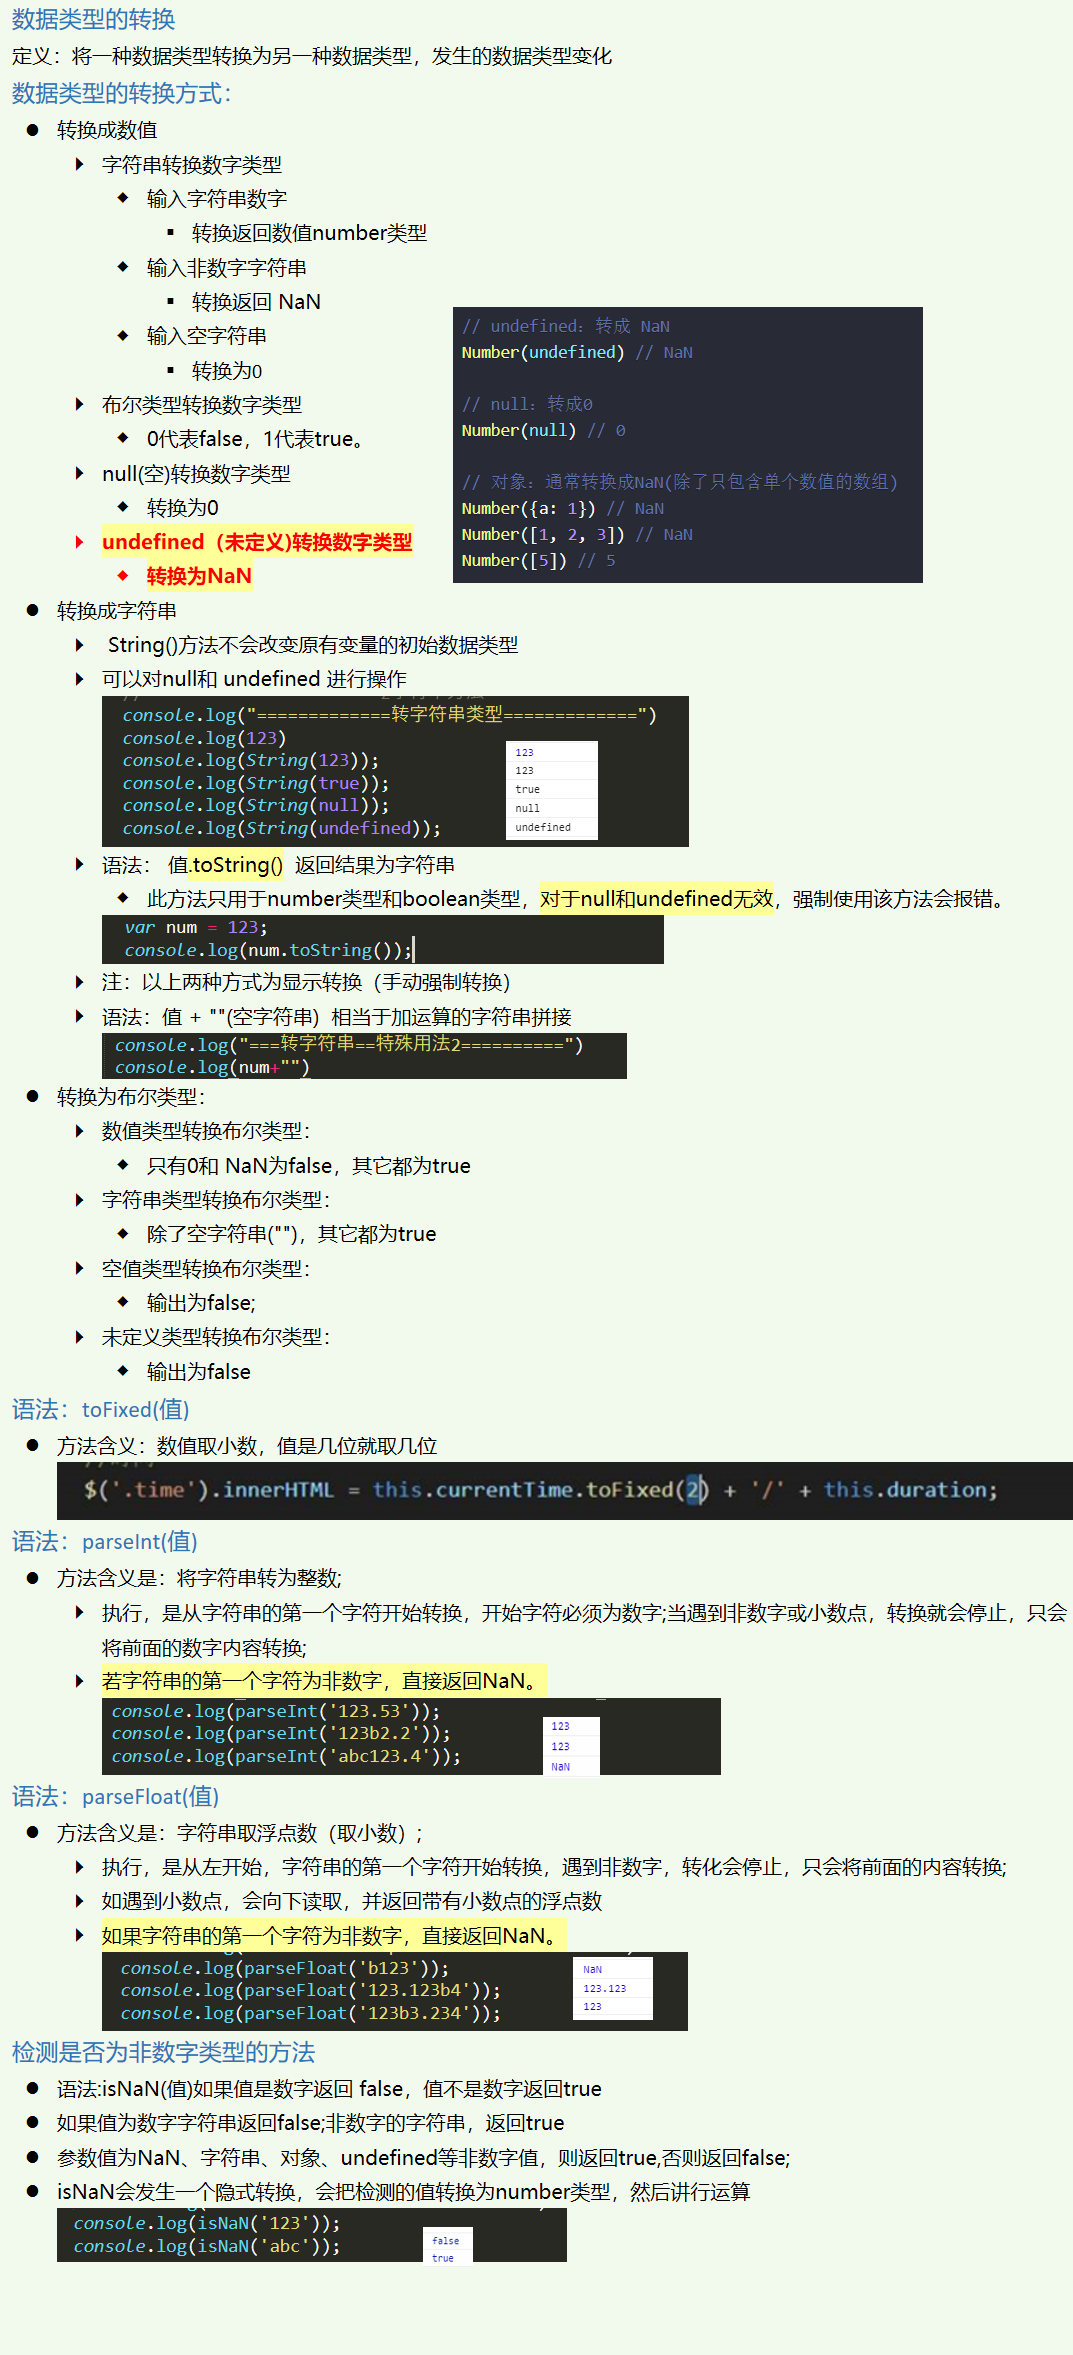 数据类型的转换
定义：将一种数据类型转换为另一种数据类型，发生的数据类型变化
数据类型的转换方式：
转换成数值
字符串转换数字类型
输入字符串数字
转换返回数值number类型
输入非数字字符串
转换返回 NaN
输入空字符串
转换为0
布尔类型转换数字类型
0代表false，1代表true。
null(空)转换数字类型
转换为0
undefined（未定义)转换数字类型
转换为NaN
// undefined：转成 NaN
Number(undefined) // NaN
// null：转成0
Number(null) // 0
// 对象：通常转换成NaN(除了只包含单个数值的数组)
Number({a: 1}) // NaN
Number([1, 2, 3]) // NaN
Number([5]) // 5
转换成字符串
String()方法不会改变原有变量的初始数据类型
可以对null和 undefined 进行操作
console.log("=============转字符串类型=============")
console.log(123)
console.log(String(123));
console.log(String(true));
console.log(String(null));
console.log(String(undefined));
123
123
true
null
undefined
语法： 值.toString() 返回结果为字符串
此方法只用于number类型和boolean类型，对于null和undefined无效，强制使用该方法会报错。
var num = 123;
console.log(num.toString());
注：以上两种方式为显示转换（手动强制转换）
语法：值 + ""(空字符串) 相当于加运算的字符串拼接
console.log("===转字符串==特殊用法2==========")
console.log(num+"")
转换为布尔类型：
数值类型转换布尔类型：
只有0和 NaN为false，其它都为true
字符串类型转换布尔类型：
除了空字符串("")，其它都为true
空值类型转换布尔类型：
输出为false;
未定义类型转换布尔类型：
输出为false
语法：toFixed(值)
方法含义：数值取小数，值是几位就取几位
$('.time').innerHTML = this.currentTime.toFixed(2) + '/' + this.duration;
语法：parseInt(值)
方法含义是：将字符串转为整数;
执行，是从字符串的第一个字符开始转换，开始字符必须为数字;当遇到非数字或小数点，转换就会停止，只会
将前面的数字内容转换;
若字符串的第一个字符为非数字，直接返回NaN。
console.log(parseInt('123.53'));
console.log(parseInt('123b2.2'));
console.log(parseInt('abc123.4'));
123
123
NaN
语法：parseFloat(值)
方法含义是：字符串取浮点数（取小数）;
执行，是从左开始，字符串的第一个字符开始转换，遇到非数字，转化会停止，只会将前面的内容转换;
如遇到小数点，会向下读取，并返回带有小数点的浮点数
如果字符串的第一个字符为非数字，直接返回NaN。
console.log(parseFloat('b123'));
console.log(parseFloat('123.123b4'));
console.log(parseFloat('123b3.234'));
NaN
123.123
123
检测是否为非数字类型的方法
语法:isNaN(值)如果值是数字返回 false，值不是数字返回true
如果值为数字字符串返回false;非数字的字符串，返回true
参数值为NaN、字符串、对象、undefined等非数字值，则返回true,否则返回false;
isNaN会发生一个隐式转换，会把检测的值转换为number类型，然后讲行运算
console.log(isNaN('123'));
console.log(isNaN('abc'));
false
true